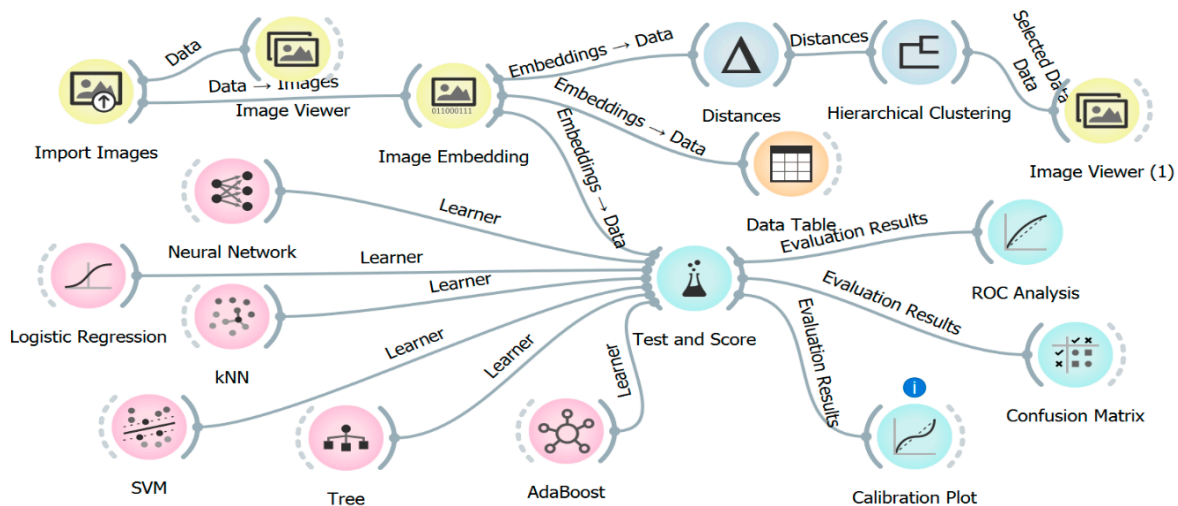 Data
Data → Images
Import Images
Image Viewer
011000111
Image Embedding
Embeddings → Data
Embeddings → Data
Embeddings → Data
Distances
Distances
Hierarchical Clustering
Selected Data
Data
Image Viewer (1)
Data Table
Neural Network
Learner
Logistic Regression
Learner
kNN
Learner
SVM
Learner
Tree
Learner
AdaBoost
Learner
Test and Score
Evaluation Results
ROC Analysis
Evaluation Results
Confusion Matrix
Evaluation Results
i
Calibration Plot